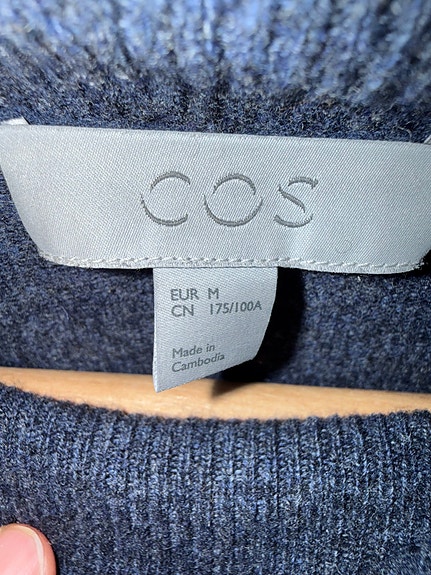 COS
EUR M
CN 175/100A
Made in
Cambodia